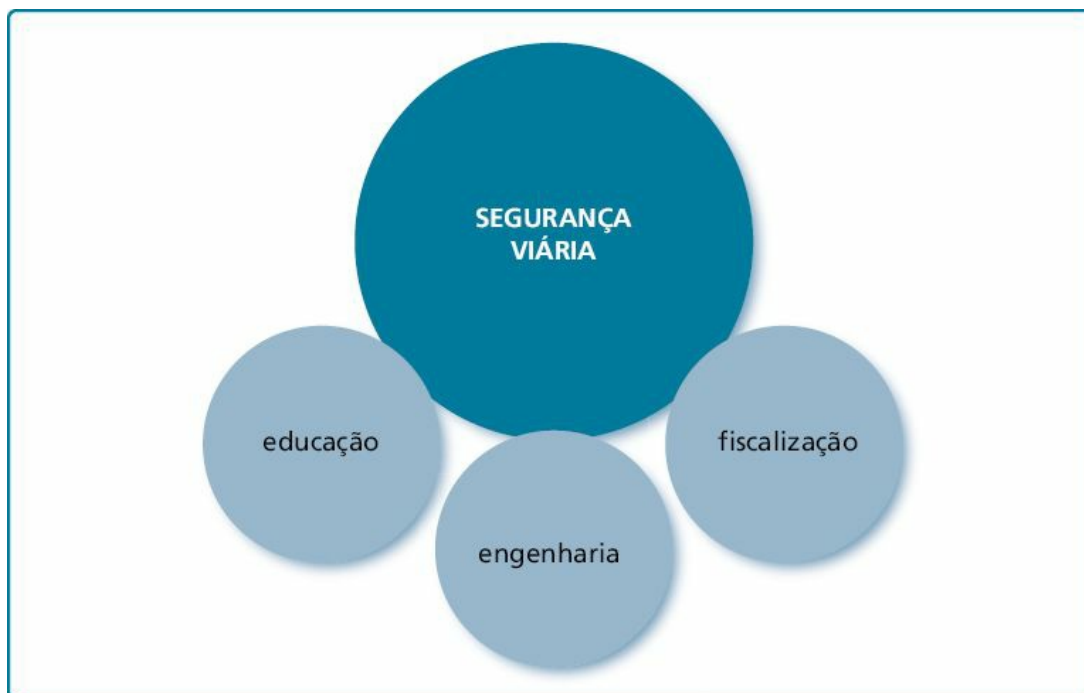 SEGURANÇA
VIÁRIA
educação
fiscalização
engenharia